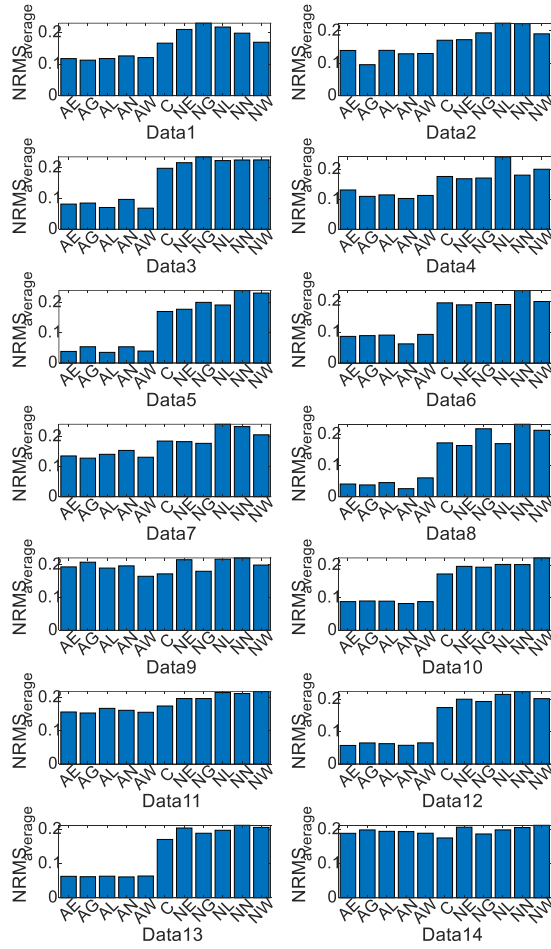 NRMS average
0.2
0.1
0
AE AG AL AN AW C NE NG NL NN NW
Data1
NRMS average
0.2
0.1
0
AE AG AL AN AW C NE NG NL NN NW
Data2
NRMS average
0.2
0.1
0
AE AG AL AN AW C NE NG NL NN NW
Data3
NRMS average
0.2
0.1
0
AE AG AL AN AW C NE NG NL NN NW
Data4
NRMS average
0.2
0.1
0
AE AG AL AN AW C NE NG NL NN NW
Data5
NRMS average
0.2
0.1
0
AE AG AL AN AW C NE NG NL NN NW
Data6
NRMS average
0.2
0.1
0
AE AG AL AN AW C NE NG NL NN NW
Data7
NRMS average
0.2
0.1
0
AE AG AL AN AW C NE NG NL NN NW
Data8
NRMS average
0.2
0.1
0
AE AG AL AN AW C NE NG NL NN NW
Data9
NRMS average
0.2
0.1
0
AE AG AL AN AW C NE NG NL NN NW
Data10
NRMS average
0.2
0.1
0
AE AG AL AN AW C NE NG NL NN NW
Data11
NRMS average
0.2
0.1
0
AE AG AL AN AW C NE NG NL NN NW
Data12
NRMS average
0.2
0.1
0
AE AG AL AN AW C NE NG NL NN NW
Data13
NRMS average
0.2
0.1
0
AE AG AL AN AW C NE NG NL NN NW
Data14